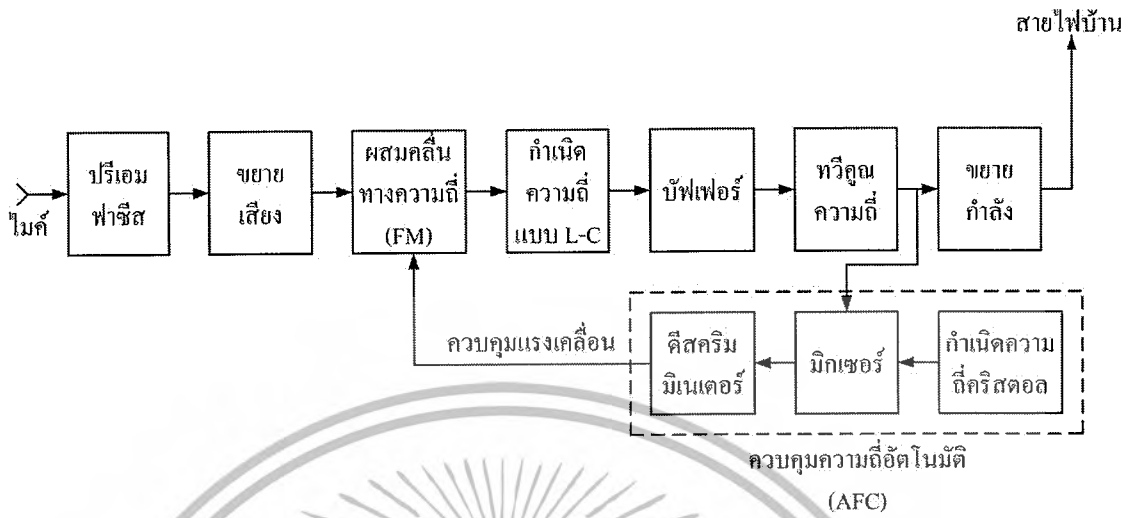 สายไฟบ้าน
ไมค์
ปรีเอม
ฟาซีส
ขยาย
เสียง
ผสมคลื่น
ทางความถี่
(FM)
กำเนิด
ความถี่
แบบ L-C
บัฟเฟอร์
ทวีคูณ
ความถี่
ขยาย
กำลัง
ควบคุมแรงเคลื่อน
ดีสคริม
มิเนเตอร์
มิกเซอร์
กำเนิดความ
ถี่คริสตอล
ควบคุมความถี่อัตโนมัติ
(AFC)